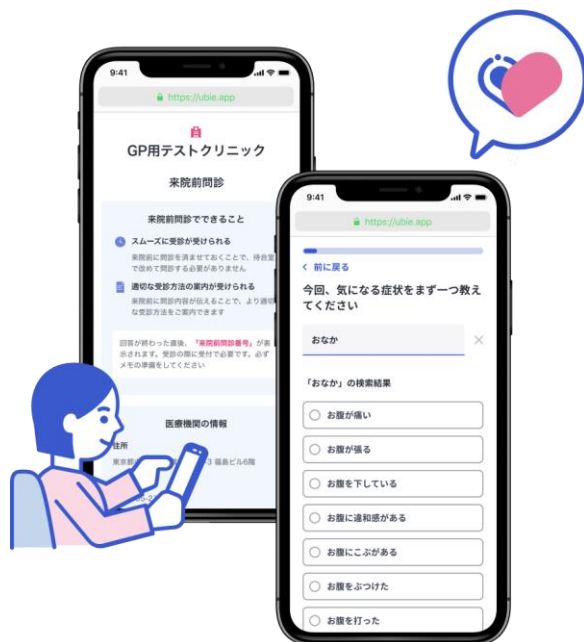 9:41
https://ubie.app
GP用テストクリニック
来院前問診
来院前問診でできること
スムーズに受診が受けられる
来院前に問診を済ませておくことで、待合室
で改めて問診する必要がありません
適切な受診方法の案内が受けられる
来院前に問診内容が伝えることで、より適切
な受診方法をご案内できます
回答が終わった直後、「来院前問診番号」が表
示されます。受診の際に受付で必要です。必ず
メモの準備をしてください
医療機関の情報
住所
東京都
-3 福島ビル6階
9:41
https://ubie.app
前に戻る
今回、気になる症状をまず一つ教え
てください
おなか
「おなか」の検索結果
お腹が痛い
お腹が張る
お腹を下している
お腹に違和感がある
お腹にこぶがある
お腹をぶつけた
お腹を打った